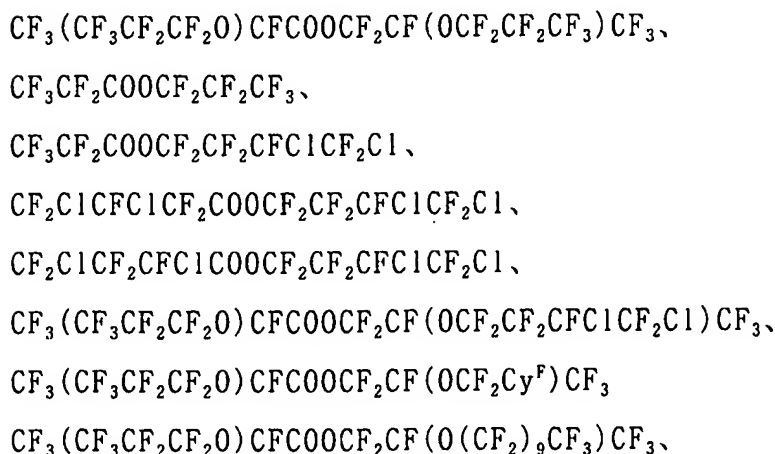 CF₃(CF₃CF₂CF₂O)CFCOOCF₂CF(OCF₂CF₂CF₃)CF₃、
CF₃CF₂COOCF₂CF₂CF₃、
CF₃CF₂COOCF₂CF₂CFClCF₂Cl、
CF₂ClCFClCF₂COOCF₂CF₂CFClCF₂Cl、
CF₂ClCF₂CFClCOOCF₂CF₂CFClCF₂Cl、
CF₃(CF₃CF₂CF₂O)CFCOOCF₂CF(OCF₂CF₂CFClCF₂Cl)CF₃、
CF₃(CF₃CF₂CF₂O)CFCOOCF₂CF(OCF₂Cyᶠ)CF₃
CF₃(CF₃CF₂CF₂O)CFCOOCF₂CF(O(CF₂)₉CF₃)CF₃、